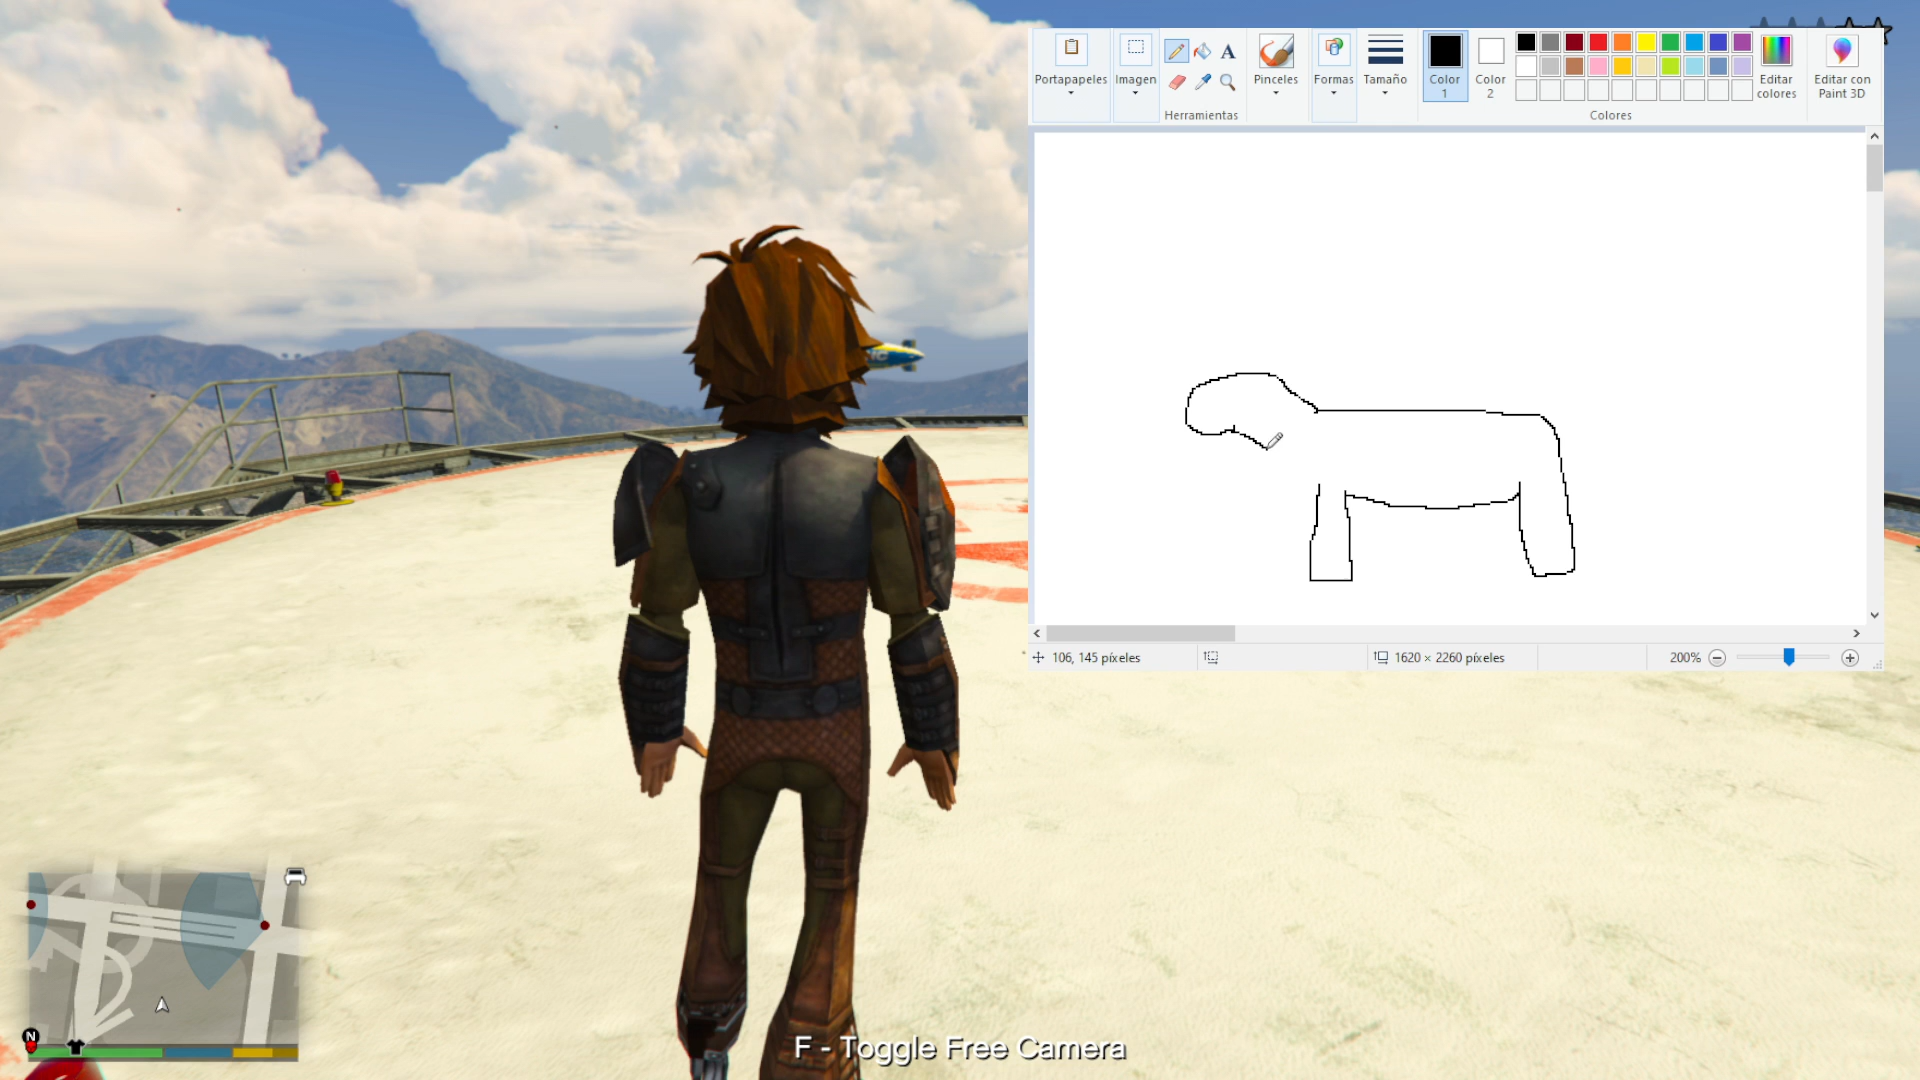 Portapapeles
Imagen
A
Herramientas
Pinceles
Formas
Tamaño
Color
1
Color
2
Colores
Editar
colores
Editar con
Paint 3D
106, 145 píxeles
1620 × 2260 píxeles
200%
N
F - Toggle Free Camera